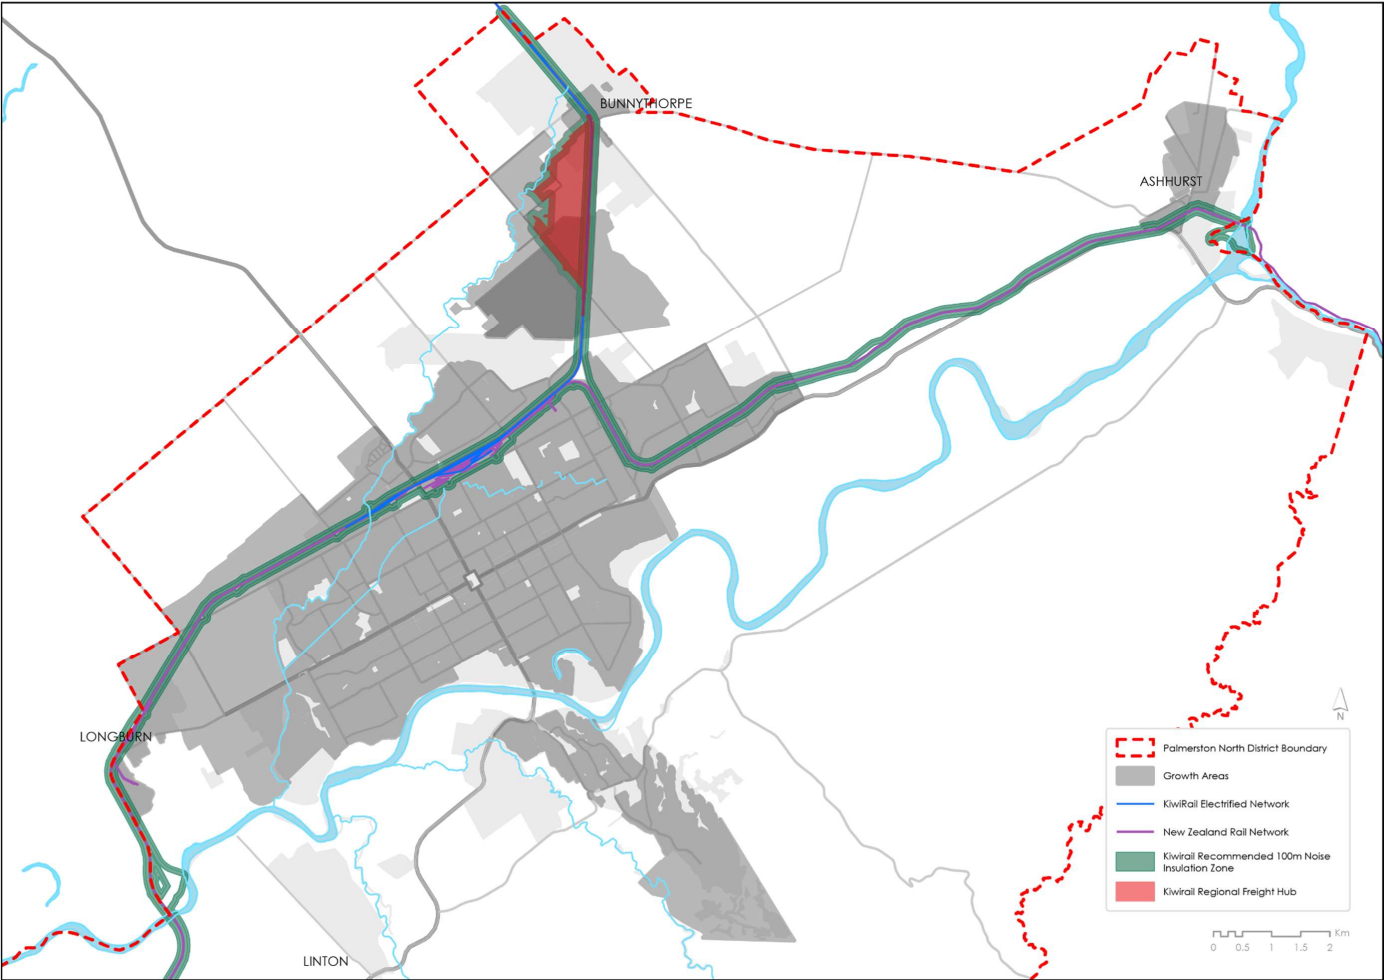 BUNNYTHORPE
ASHHURST
LONGBURN
LINTON
N
Palmerston North District Boundary
Growth Areas
KiwiRail Electrified Network
New Zealand Rail Network
Kiwirail Recommended 100m Noise
Insulation Zone
Kiwirail Regional Freight Hub
Km
0 0.5 1 1.5 2